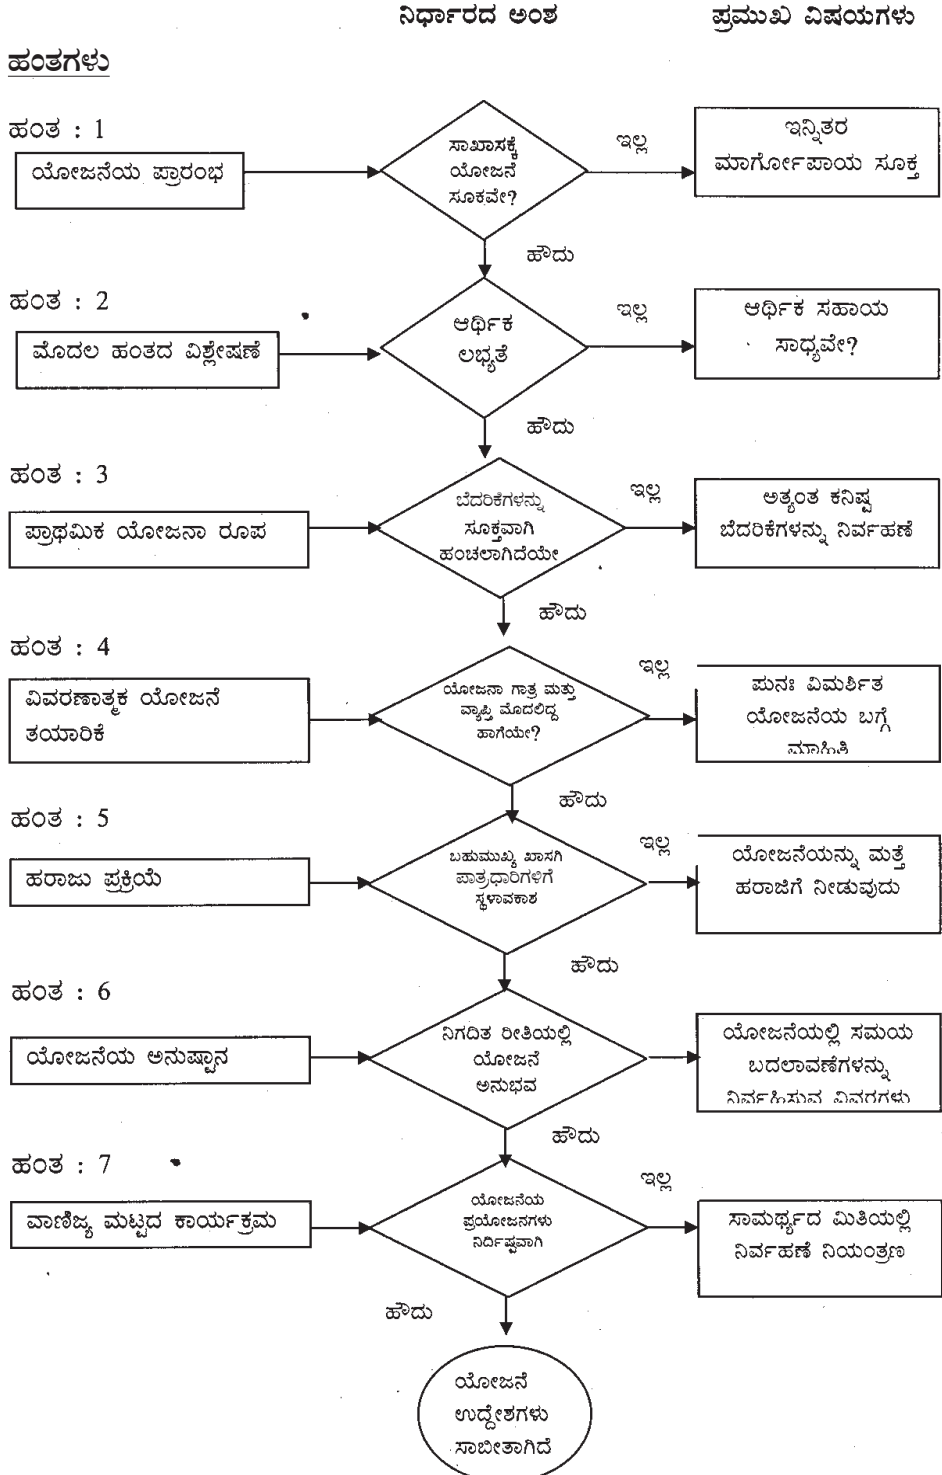 ನಿರ್ಧಾರದ ಅಂಶ
ಪ್ರಮುಖ ವಿಷಯಗಳು
ಹಂತಗಳು
ಹಂತ : 1
ಯೋಜನೆಯ ಪ್ರಾರಂಭ
ಸಾಖಾಸಕ್ಕೆ
ಯೋಜನೆ
ಸೂಕ್ತವೇ?
ಇಲ್ಲ
ಇನ್ನಿತರ
ಮಾರ್ಗೋಪಾಯ ಸೂಕ್ತ
ಹೌದು
ಹಂತ : 2
ಮೊದಲ ಹಂತದ ವಿಶ್ಲೇಷಣೆ
ಆರ್ಥಿಕ
ಲಭ್ಯತೆ
ಇಲ್ಲ
ಆರ್ಥಿಕ ಸಹಾಯ
ಸಾಧ್ಯವೇ?
ಹೌದು
ಹಂತ : 3
ಪ್ರಾಥಮಿಕ ಯೋಜನಾ ರೂಪ
ಬೆದರಿಕೆಗಳನ್ನು
ಸೂಕ್ತವಾಗಿ
ಹಂಚಲಾಗಿದೆಯೇ
ಇಲ್ಲ
ಅತ್ಯಂತ ಕನಿಷ್ಟ
ಬೆದರಿಕೆಗಳನ್ನು ನಿರ್ವಹಣೆ
ಹೌದು
ಹಂತ : 4
ವಿವರಣಾತ್ಮಕ ಯೋಜನೆ
ತಯಾರಿಕೆ
ಯೋಜನಾ ಗಾತ್ರ ಮತ್ತು
ವ್ಯಾಪ್ತಿ ಮೊದಲಿದ್ದ
ಹಾಗೆಯೇ?
ಇಲ್ಲ
ಪುನಃ ವಿಮರ್ಶಿತ
ಯೋಜನೆಯ ಬಗ್ಗೆ
ಮಾಹಿತಿ
ಹೌದು
ಹಂತ : 5
ಹರಾಜು ಪ್ರಕ್ರಿಯೆ
ಬಹುಮುಖ್ಯ ಖಾಸಗಿ
ಪಾತ್ರಧಾರಿಗಳಿಗೆ
ಸ್ಥಳಾವಕಾಶ
ಇಲ್ಲ
ಯೋಜನೆಯನ್ನು ಮತ್ತೆ
ಹರಾಜಿಗೆ ನೀಡುವುದು
ಹೌದು
ಹಂತ : 6
ಯೋಜನೆಯ ಅನುಷ್ಟಾನ
ನಿಗದಿತ ರೀತಿಯಲ್ಲಿ
ಯೋಜನೆ
ಅನುಭವ
ಯೋಜನೆಯಲ್ಲಿ ಸಮಯ
ಬದಲಾವಣೆಗಳನ್ನು
ನಿರ್ವಹಿಸುವ ವಿವರಗಳು
ಹೌದು
ಹಂತ : 7
ವಾಣಿಜ್ಯ ಮಟ್ಟದ ಕಾರ್ಯಕ್ರಮ
ಯೋಜನೆಯ
ಪ್ರಯೋಜನಗಳು
ನಿರ್ದಿಷ್ಟವಾಗಿ
ಇಲ್ಲ
ಸಾಮರ್ಥ್ಯದ ಮಿತಿಯಲ್ಲಿ
ನಿರ್ವಹಣೆ ನಿಯಂತ್ರಣ
ಹೌದು
ಯೋಜನೆ
ಉದ್ದೇಶಗಳು
ಸಾಬೀತಾಗಿದೆ